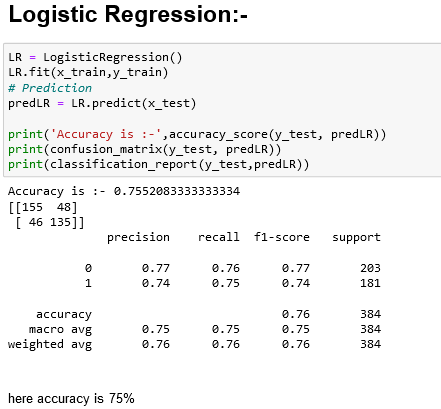 Logistic Regression:-
LR = LogisticRegression()
LR.fit(x_train,y_train)
# Prediction
predLR = LR.predict(x_test)
print('Accuracy is :-',accuracy_score(y_test, predLR))
print(confusion_matrix(y_test, predLR))
print(classification_report(y_test,predLR))
Accuracy is :- 0.7552083333333334
[[155  48]
 [ 46 135]]
              precision    recall  f1-score   support
           0       0.77      0.76      0.77       203
           1       0.74      0.75      0.74       181
    accuracy                           0.76       384
   macro avg       0.75      0.75      0.75       384
weighted avg       0.76      0.76      0.76       384
here accuracy is 75%